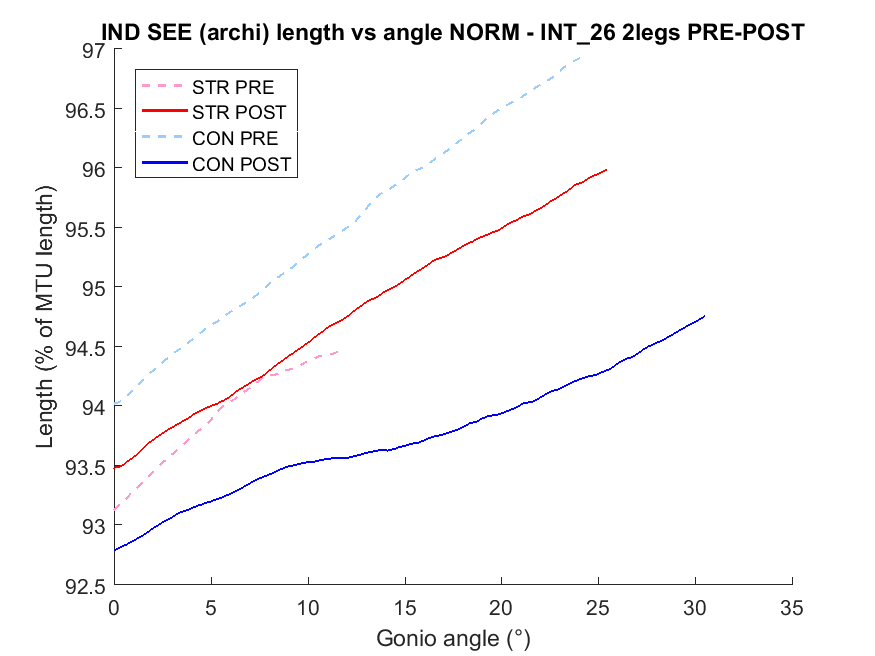 IND SEE (archi) length vs angle NORM - INT_26 2legs PRE-POST
97
96.5
96
95.5
95
94.5
94
93.5
93
92.5
Length (% of MTU length)
STR PRE
STR POST
CON PRE
CON POST
0 5 10 15 20 25 30 35
Gonio angle (°)